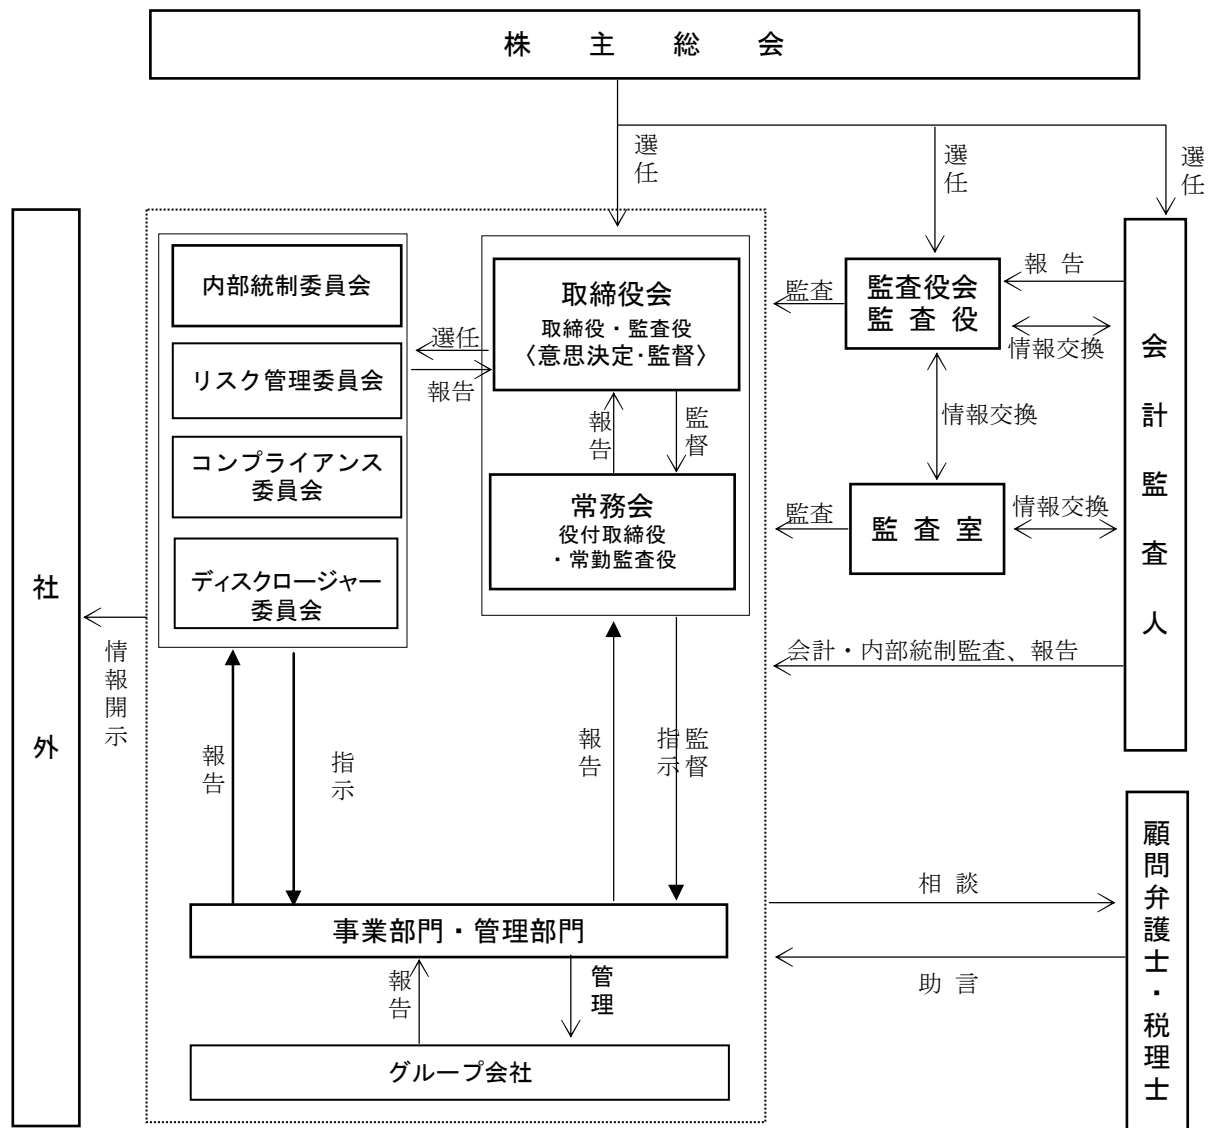 株主総会
選任
選任
選任
社外
情報開示
内部統制委員会
リスク管理委員会
コンプライアンス
委員会
ディスクロージャー
委員会
選任
報告
取締役会
取締役・監査役
〈意思決定・監督〉
報告
監督
常務会
役付取締役
・常勤監査役
監査
監査役会
監査役
報告
情報交換
情報交換
監査
監査室
情報交換
会計監査人
会計・内部統制監査、報告
報告
指示
報告
指示
監督
事業部門・管理部門
報告
管理
グループ会社
相談
助言
顧問弁護士・税理士